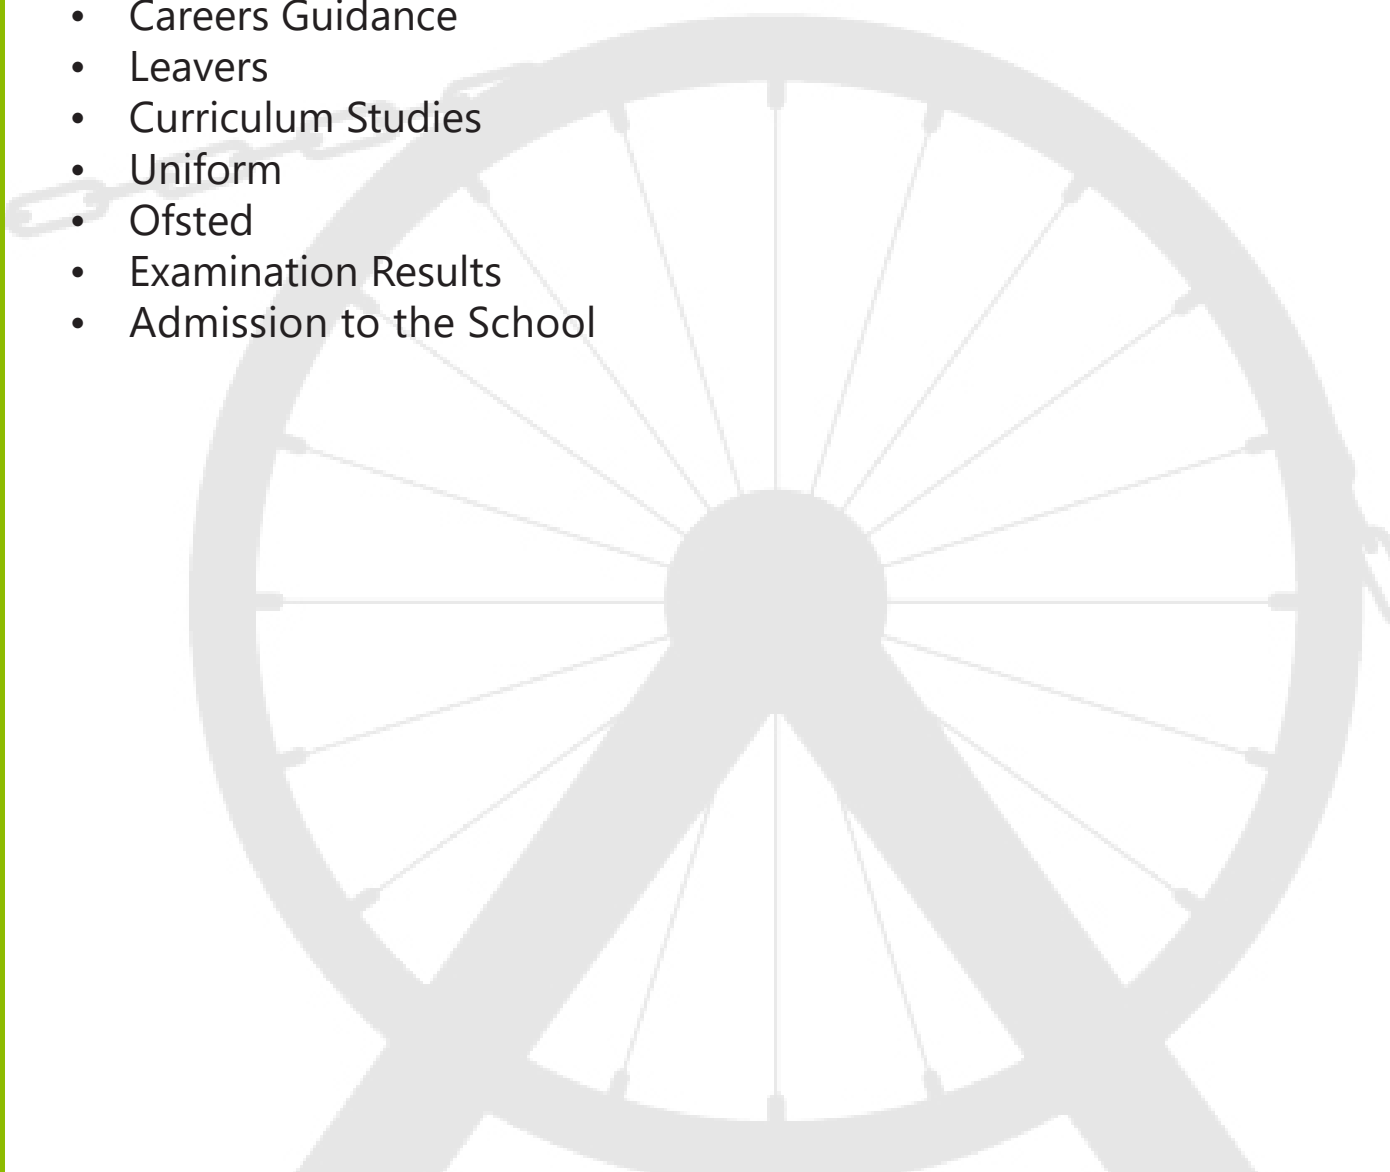 • Careers Guidance
• Leavers
• Curriculum Studies
• Uniform
• Ofsted
• Examination Results
• Admission to the School